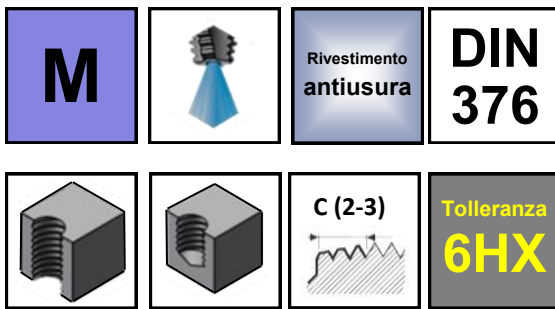 M
Rivestimento
antiusura
DIN
376
C (2-3)
Tolleranza
6HX